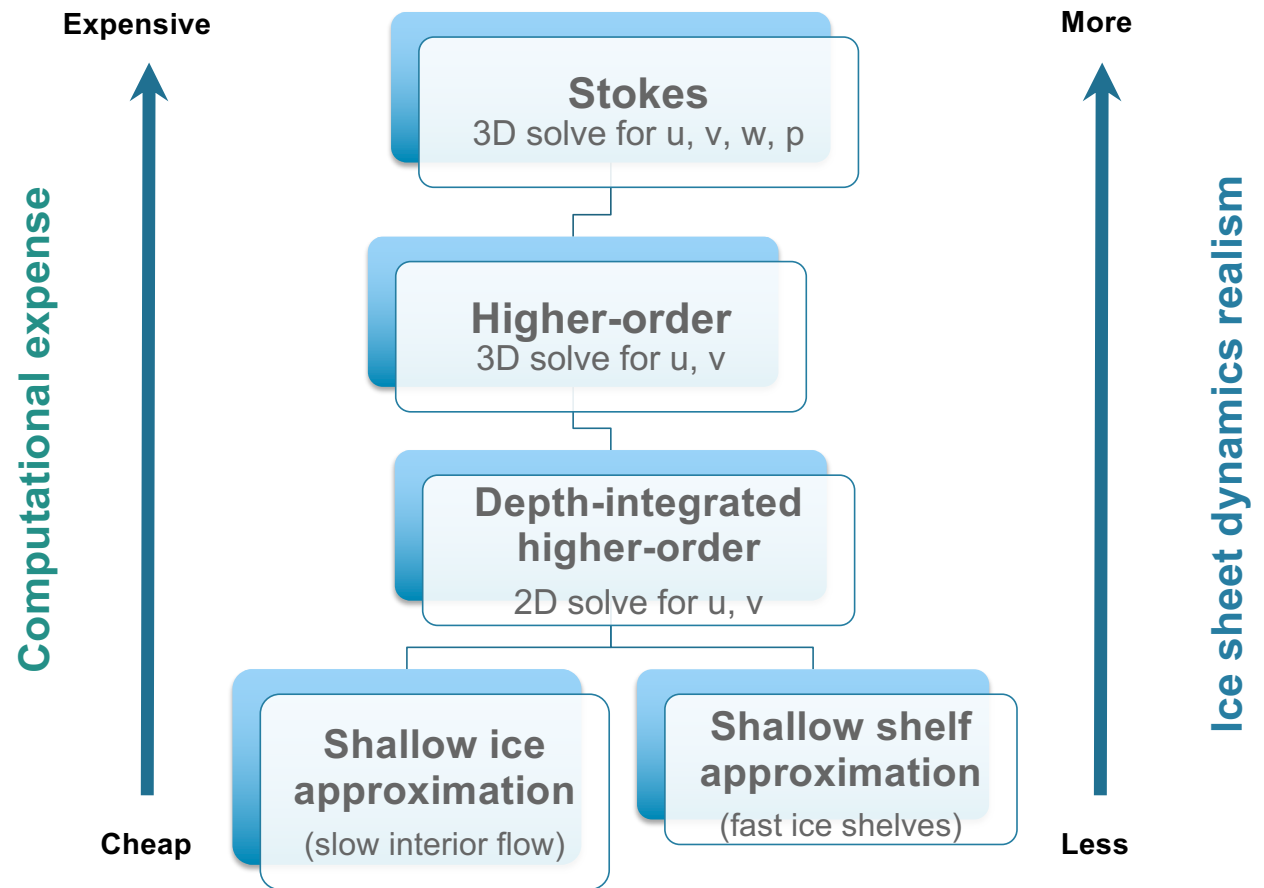 Expensive
More
Stokes
3D solve for u, v, w, p
Higher-order
3D solve for u, v
Computational expense
Ice sheet dynamics realism
Depth-integrated
higher-order
2D solve for u, v
Shallow ice
approximation
(slow interior flow)
Shallow shelf
approximation
(fast ice shelves)
Cheap
Less